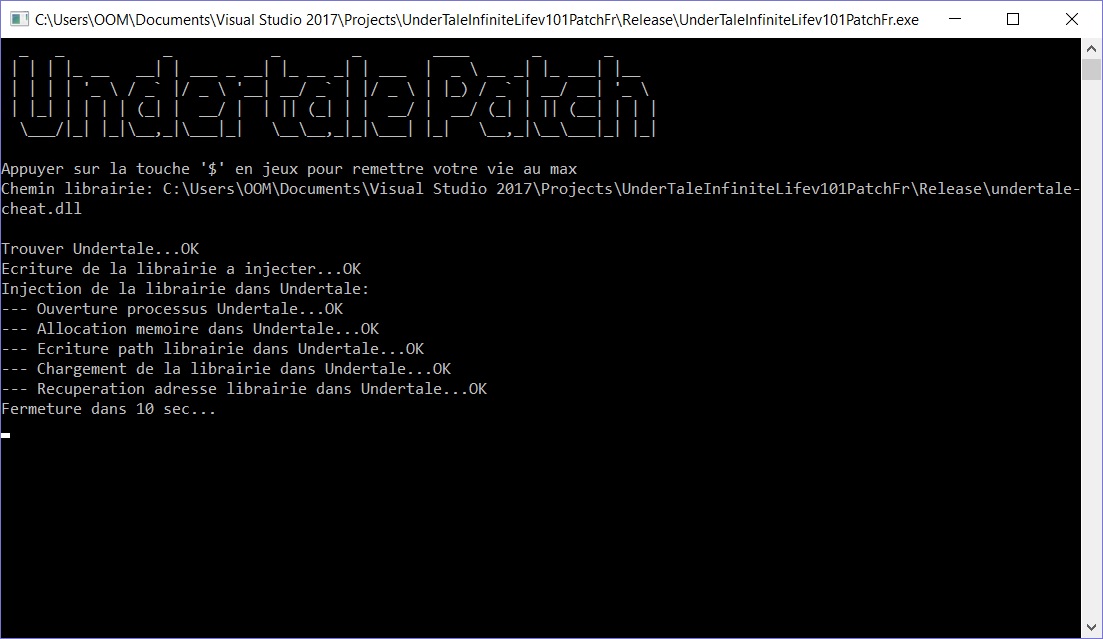 C:\Users\OOM\Documents\Visual Studio 2017\Projects\UnderTaleInfiniteLifev101PatchFr\Release\UnderTaleInfiniteLifev101PatchFr.exe
UndertalePatch
Appuyer sur la touche '$' en jeux pour remettre votre vie au max
Chemin librairie: C:\Users\OOM\Documents\Visual Studio 2017\Projects\UnderTaleInfiniteLifev101PatchFr\Release\undertale-
cheat.dll
Trouver Undertale...OK
Ecriture de la librairie a injecter...OK
Injection de la librairie dans Undertale:
--- Ouverture processus Undertale...OK
--- Allocation memoire dans Undertale...OK
--- Ecriture path librairie dans Undertale...OK
--- Chargement de la librairie dans Undertale...OK
--- Recuperation adresse librairie dans Undertale...OK
Fermeture dans 10 sec...